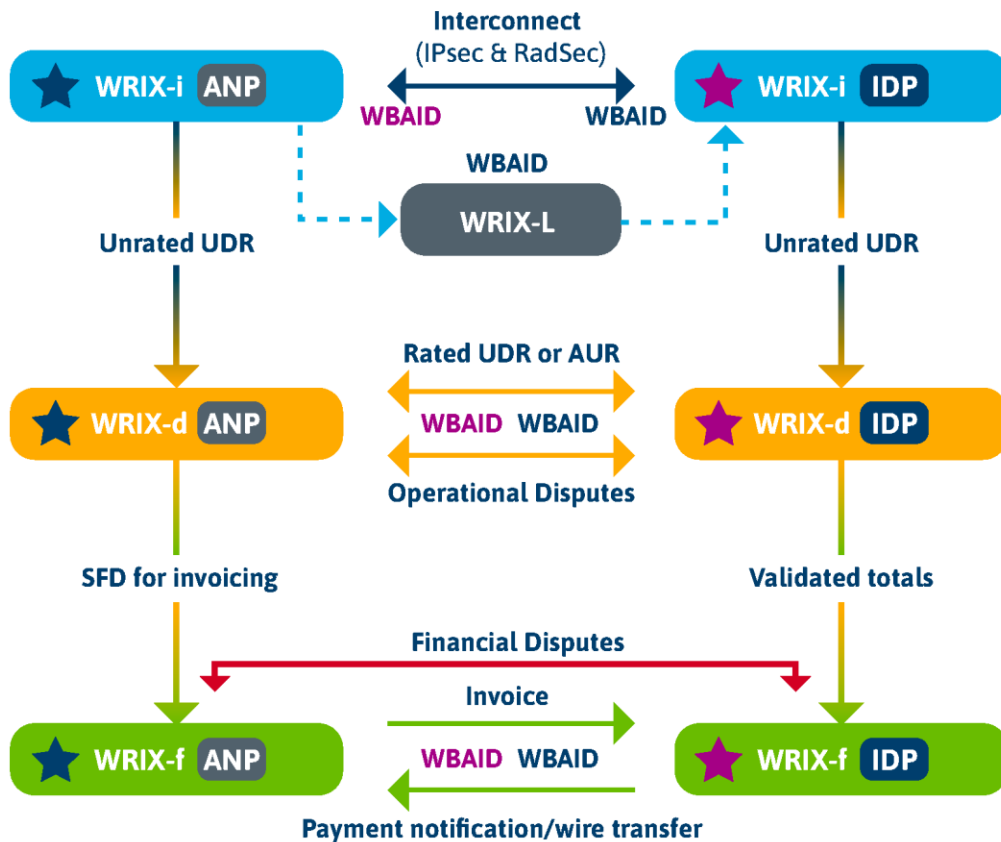 Interconnect
(IPsec & RadSec)
WRIX-i ANP
WRIX-i IDP
WBAID
WBAID
WBAID
WRIX-L
Unrated UDR
Unrated UDR
Rated UDR or AUR
WRIX-d ANP
WBAID WBAID
WRIX-d IDP
Operational Disputes
SFD for invoicing
Validated totals
Financial Disputes
Invoice
WRIX-f ANP
WBAID WBAID
WRIX-f IDP
Payment notification/wire transfer